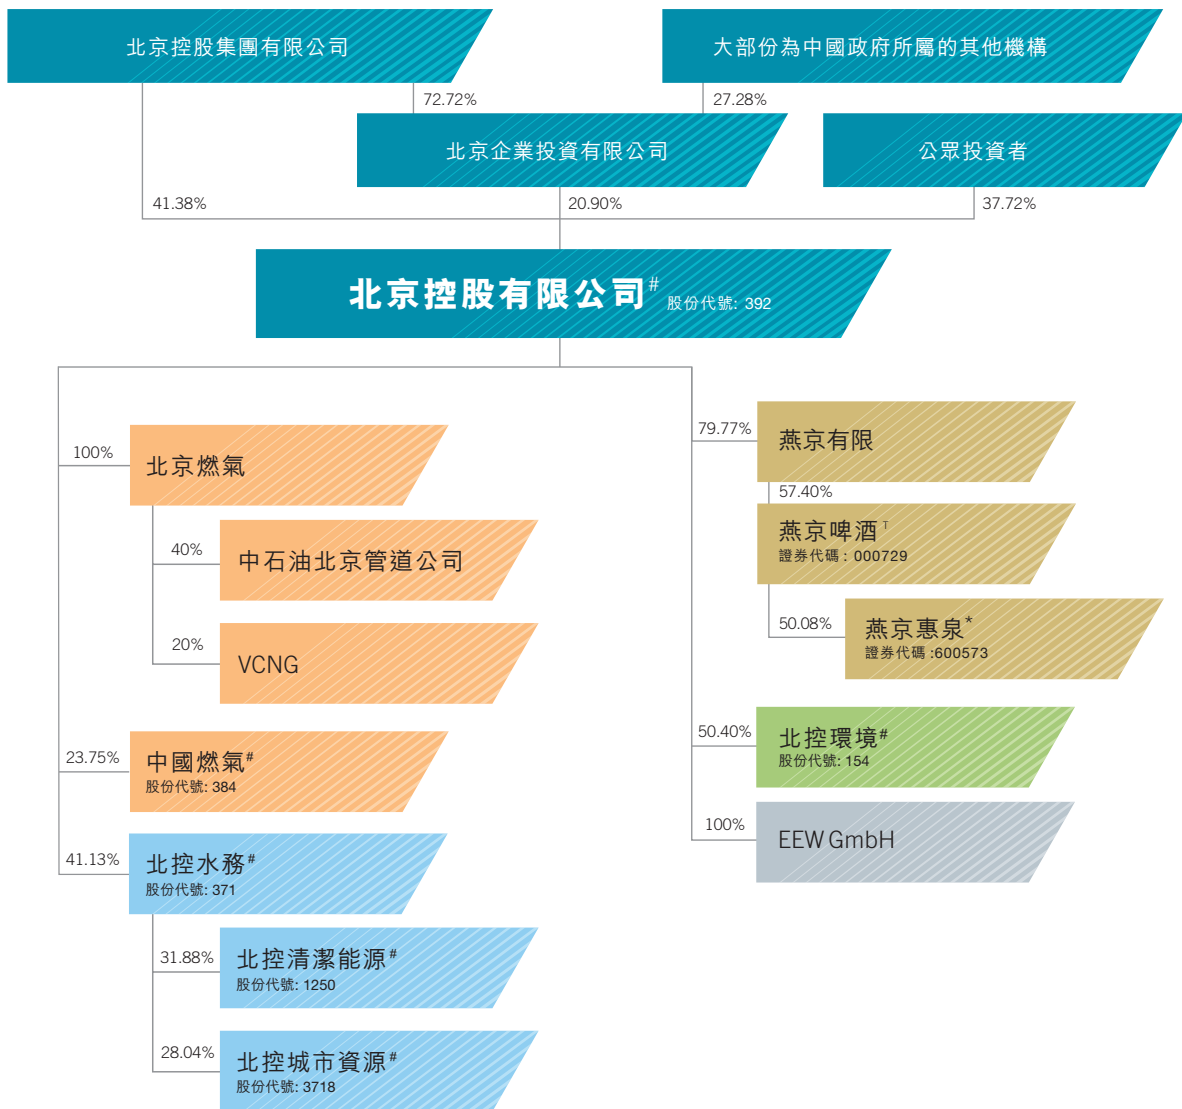 北京控股集團有限公司
大部份為中國政府所屬的其他機構
72.72%
27.28%
北京企業投資有限公司
公眾投資者
41.38%
20.90%
37.72%
北京控股有限公司# 股份代號: 392
100%
北京燃氣
40%
中石油北京管道公司
20%
VCNG
23.75%
中國燃氣#
股份代號: 384
41.13%
北控水務#
股份代號: 371
31.88%
北控清潔能源#
股份代號: 1250
28.04%
北控城市資源#
股份代號: 3718
79.77%
燕京有限
57.40%
燕京啤酒T
證券代碼 : 000729
50.08%
燕京惠泉*
證券代碼 :600573
50.40%
北控環境#
股份代號: 154
100%
EEW GmbH